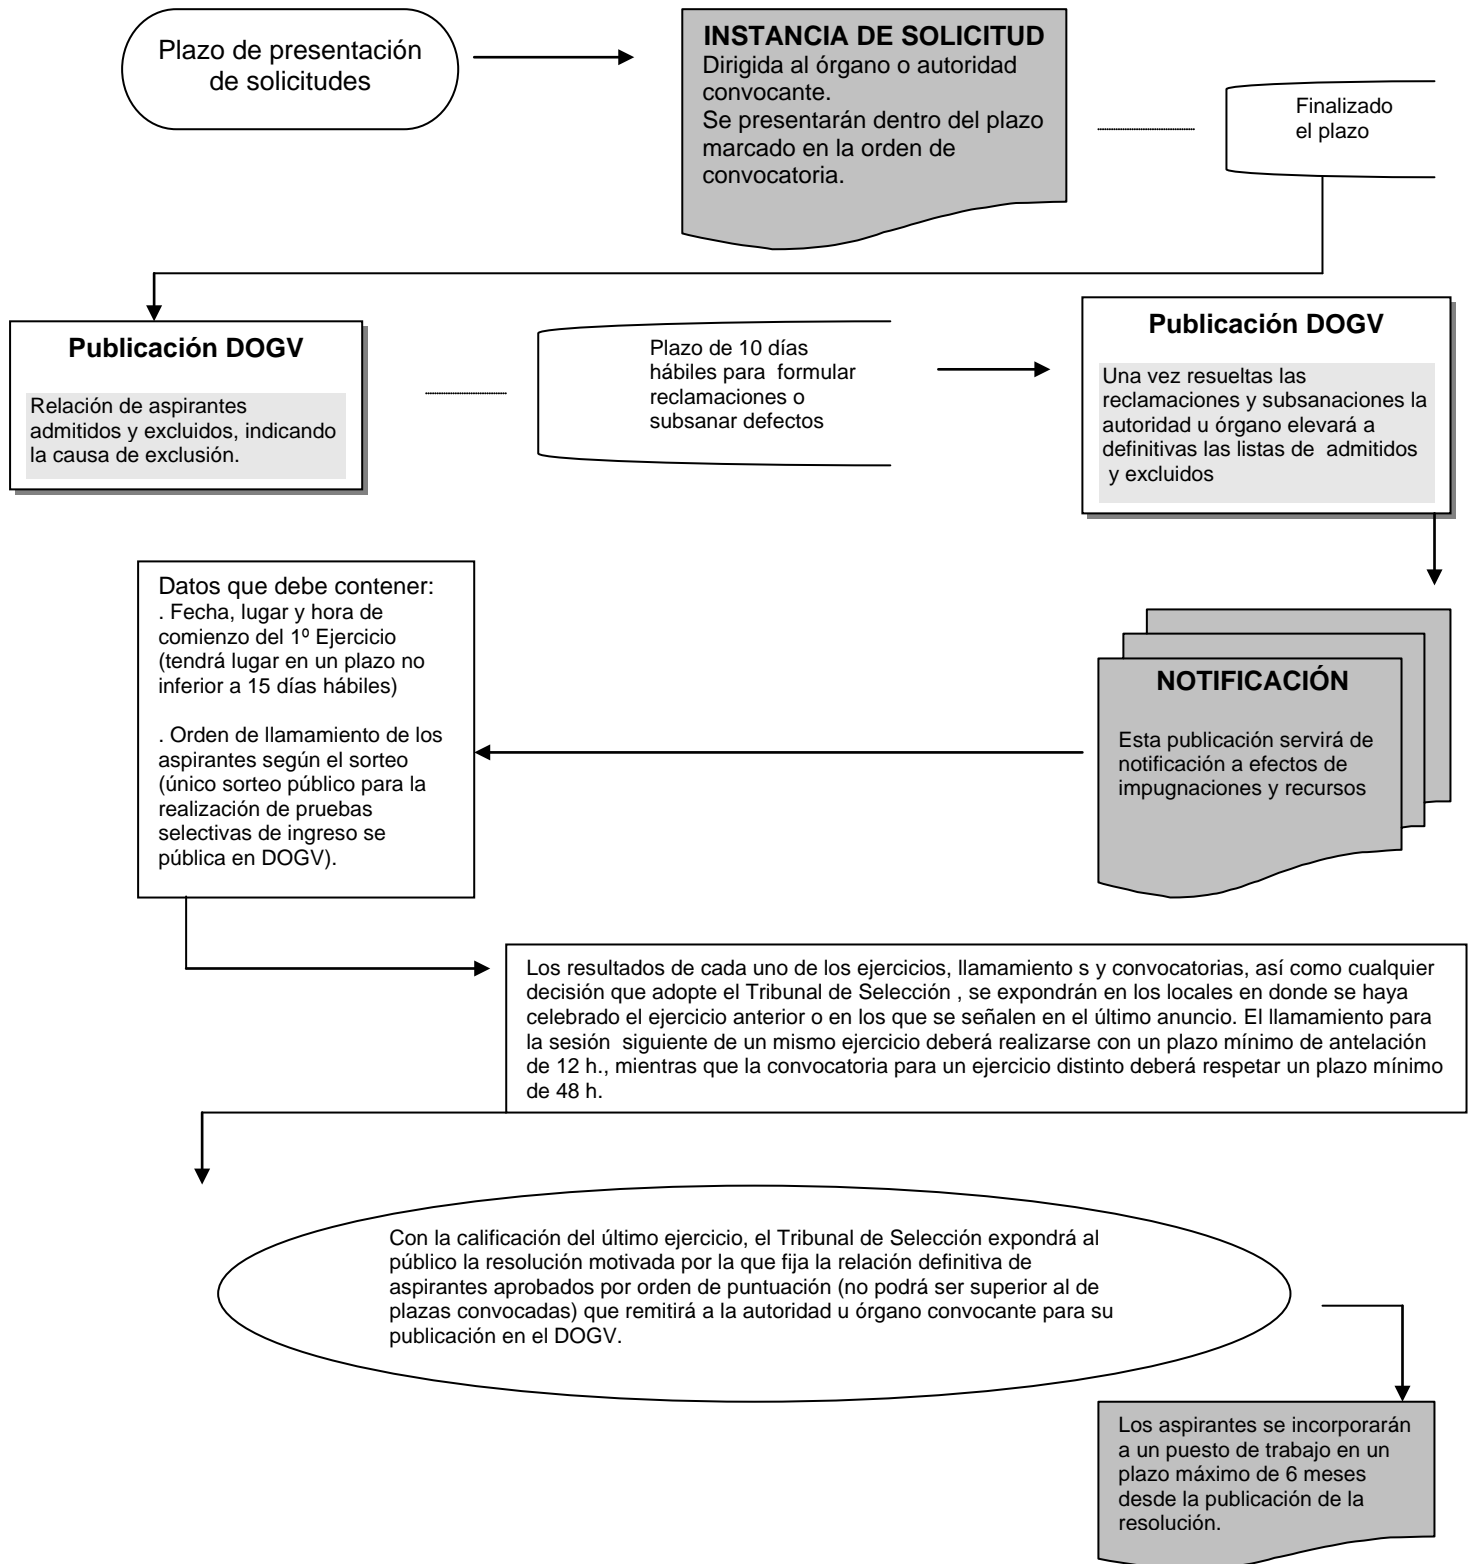 Plazo de presentación
de solicitudes
INSTANCIA DE SOLICITUD
Dirigida al órgano o autoridad
convocante.
Se presentarán dentro del plazo
marcado en la orden de
convocatoria.
Finalizado
el plazo
Publicación DOGV
Relación de aspirantes
admitidos y excluidos, indicando
la causa de exclusión.
Plazo de 10 días
hábiles para formular
reclamaciones o
subsanar defectos
Publicación DOGV
Una vez resueltas las
reclamaciones y subsanaciones la
autoridad u órgano elevará a
definitivas las listas de admitidos
y excluidos
NOTIFICACIÓN
Esta publicación servirá de
notificación a efectos de
impugnaciones y recursos
Datos que debe contener:
. Fecha, lugar y hora de
comienzo del 1º Ejercicio
(tendrá lugar en un plazo no
inferior a 15 días hábiles)
. Orden de llamamiento de los
aspirantes según el sorteo
(único sorteo público para la
realización de pruebas
selectivas de ingreso se
pública en DOGV).
Los resultados de cada uno de los ejercicios, llamamiento s y convocatorias, así como cualquier
decisión que adopte el Tribunal de Selección , se expondrán en los locales en donde se haya
celebrado el ejercicio anterior o en los que se señalen en el último anuncio. El llamamiento para
la sesión siguiente de un mismo ejercicio deberá realizarse con un plazo mínimo de antelación
de 12 h., mientras que la convocatoria para un ejercicio distinto deberá respetar un plazo mínimo
de 48 h.
Con la calificación del último ejercicio, el Tribunal de Selección expondrá al
público la resolución motivada por la que fija la relación definitiva de
aspirantes aprobados por orden de puntuación (no podrá ser superior al de
plazas convocadas) que remitirá a la autoridad u órgano convocante para su
publicación en el DOGV.
Los aspirantes se incorporarán
a un puesto de trabajo en un
plazo máximo de 6 meses
desde la publicación de la
resolución.